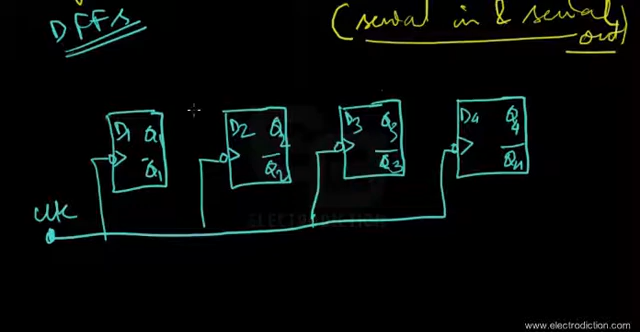 DFFs
(serial in & serial
out)
D1 Q1
Q̅1
D2 Q2
Q̅2
D3 Q3
Q̅3
D4 Q4
Q̅4
CLK
ELECTRODICTION
www.electrodiction.com